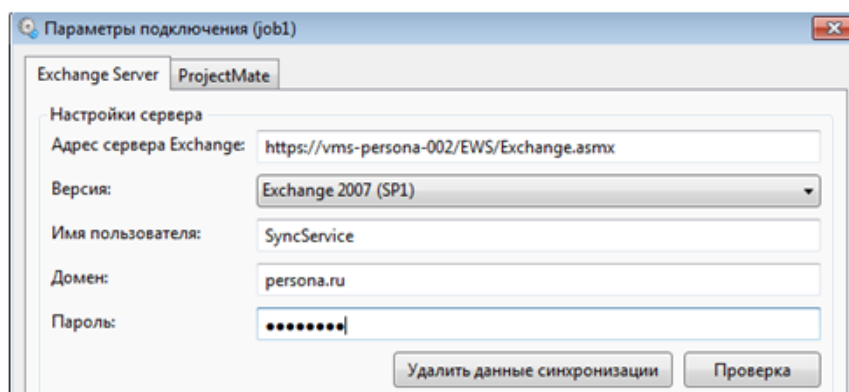 Параметры подключения (job1)
Exchange Server ProjectMate
Настройки сервера
Адрес сервера Exchange: https://vms-persona-002/EWS/Exchange.asmx
Версия: Exchange 2007 (SP1)
Имя пользователя: SyncService
Домен: persona.ru
Пароль: ●●●●●●●●
Удалить данные синхронизации Проверка